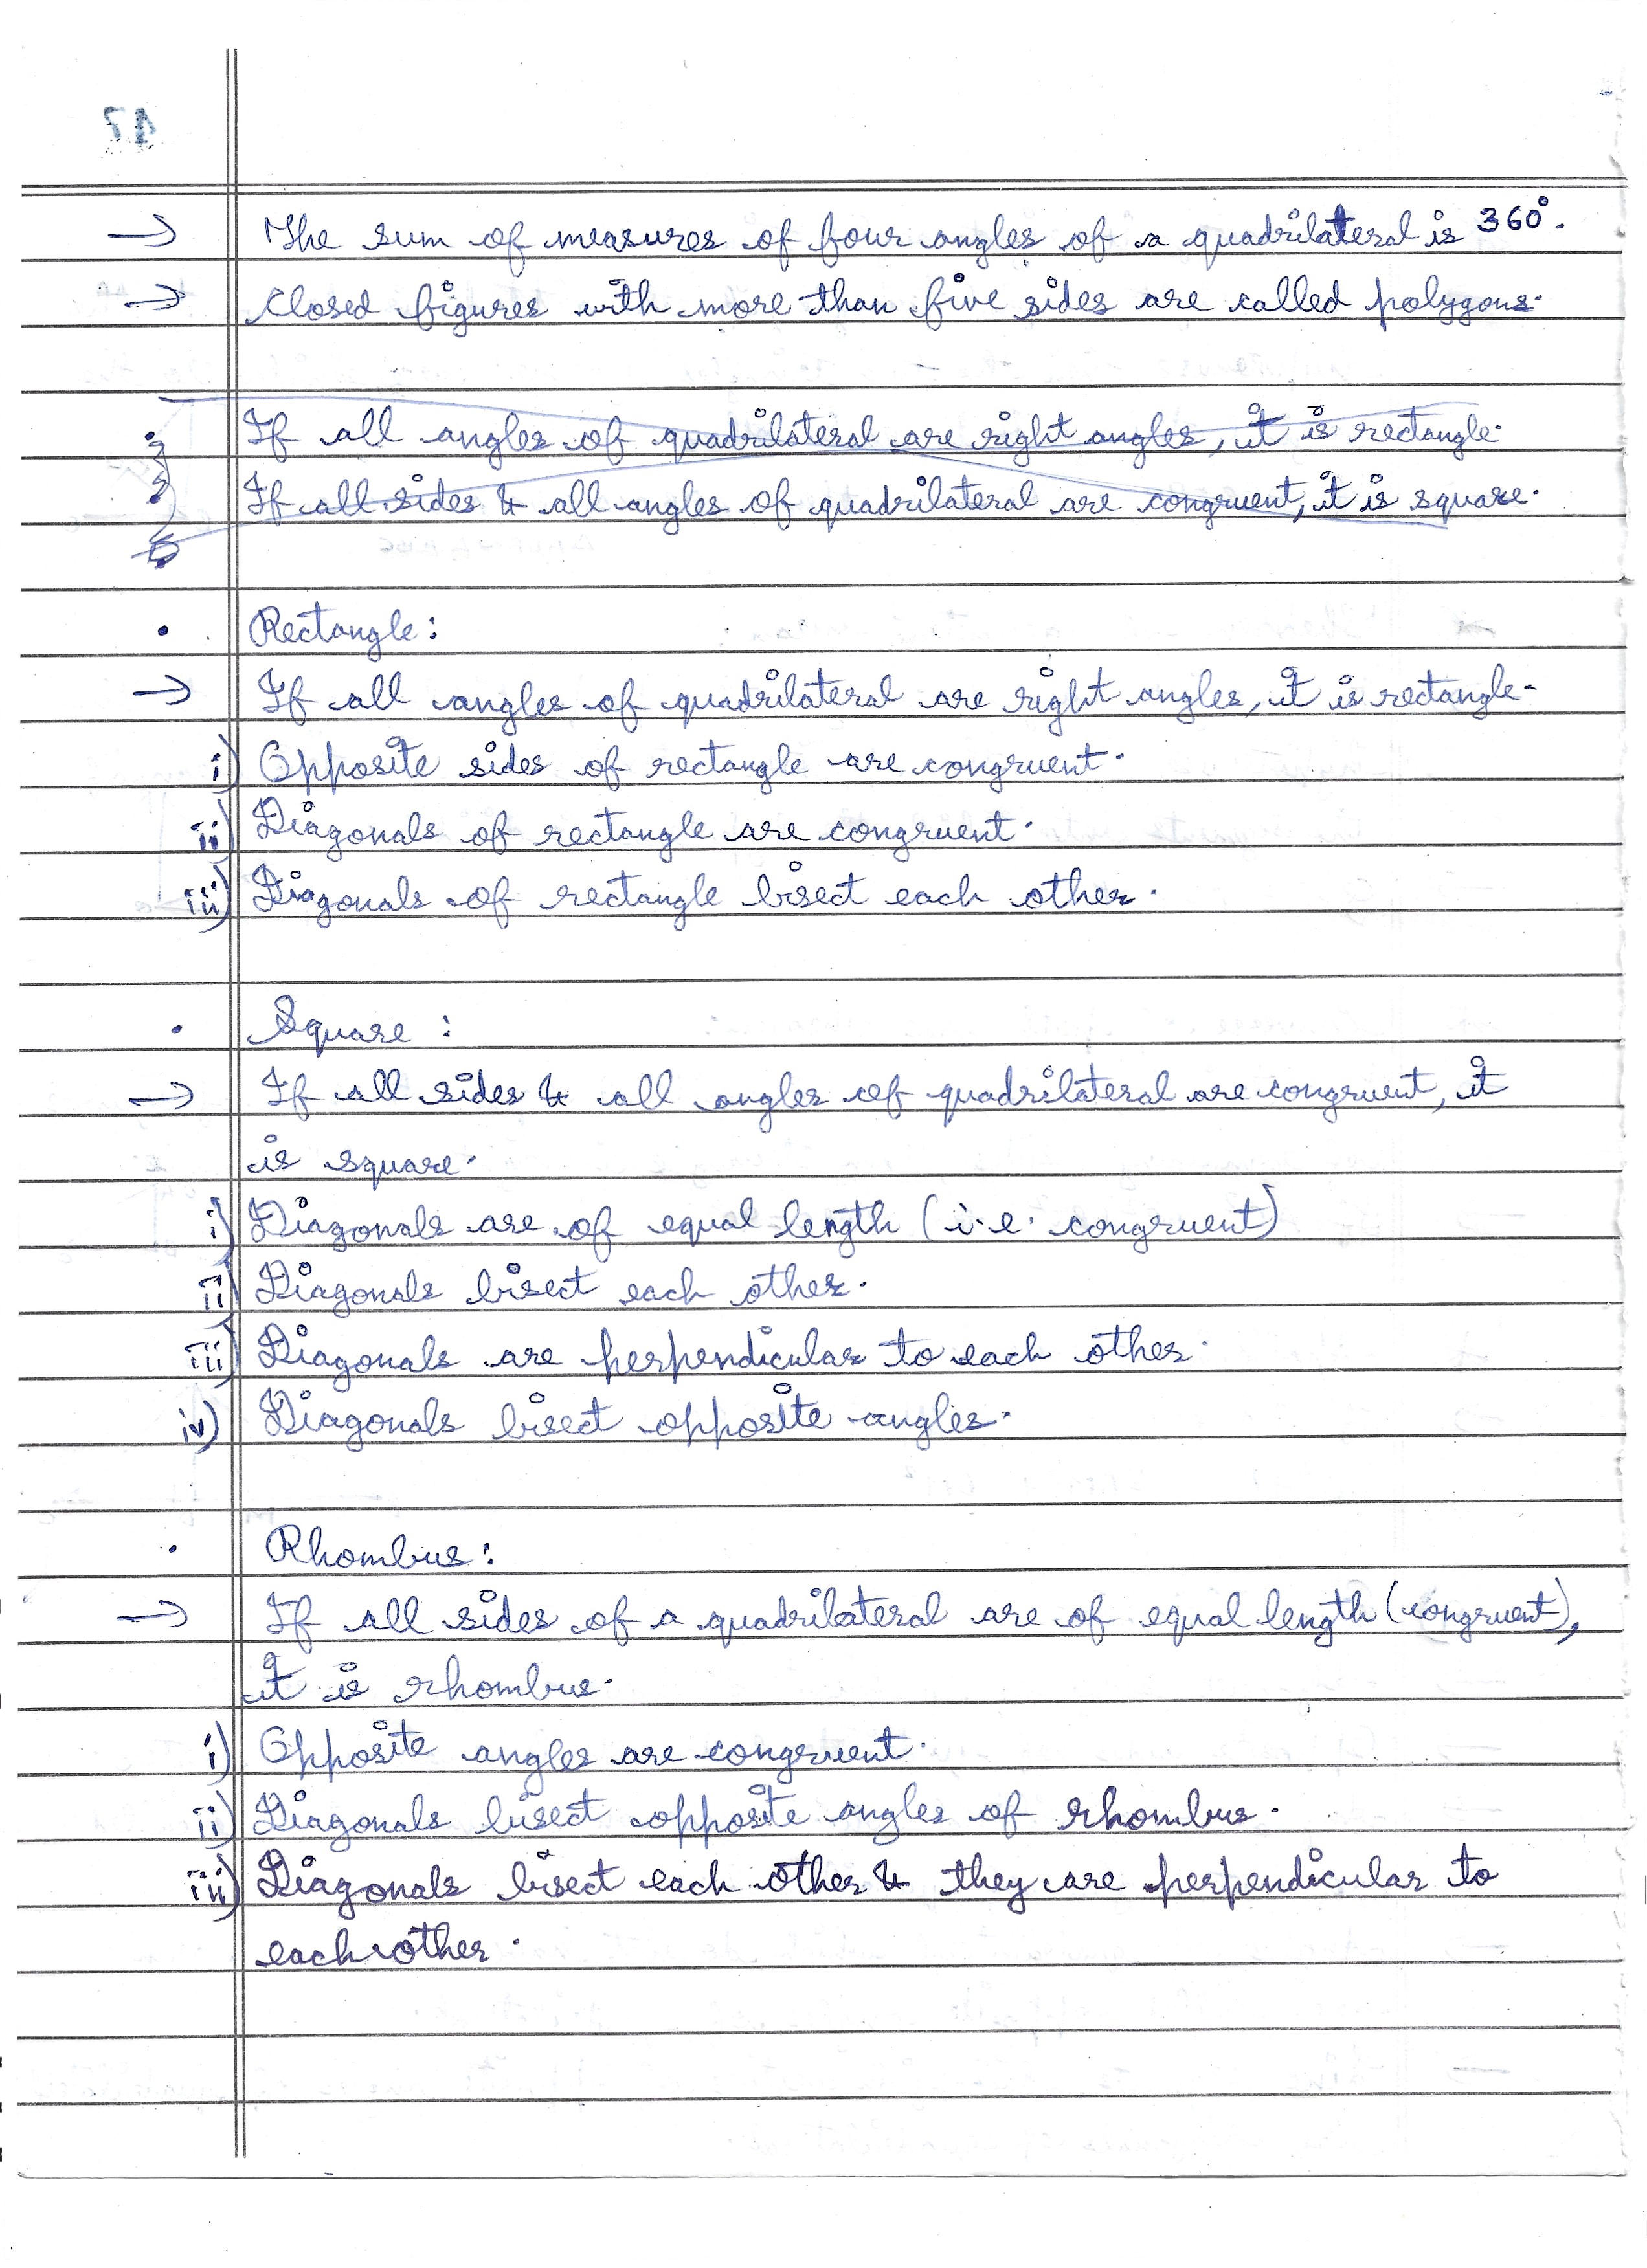 47
→ The sum of measures of four angles of a quadrilateral is 360°.
→ Closed figures with more than five sides are called polygons.
If all angles of quadrilateral are right angles, it is rectangle.
If all sides & all angles of quadrilateral are congruent, it is square.
• Rectangle:
→ If all angles of quadrilateral are right angles, it is rectangle.
i) Opposite sides of rectangle are congruent.
ii) Diagonals of rectangle are congruent.
iii) Diagonals of rectangle bisect each other.
• Square :
→ If all sides & all angles of quadrilateral are congruent, it
is square.
i) Diagonals are of equal length (i.e. congruent)
ii) Diagonals bisect each other.
iii) Diagonals are perpendicular to each other.
iv) Diagonals bisect opposite angles.
• Rhombus:
→ If all sides of a quadrilateral are of equal length (congruent),
it is rhombus.
i) Opposite angles are congruent.
ii) Diagonals bisect opposite angles of rhombus.
iii) Diagonals bisect each other & they are perpendicular to
each other.